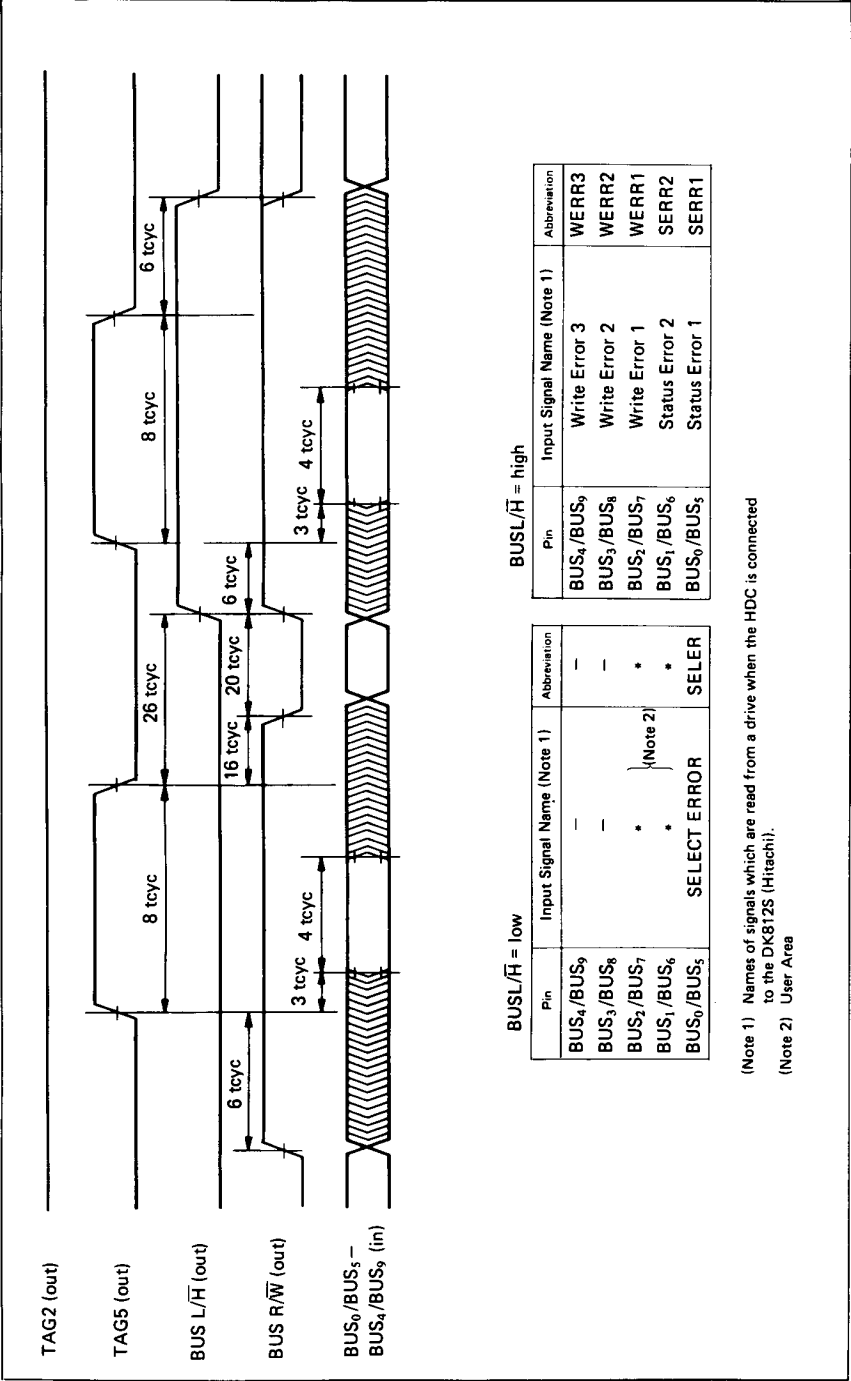 TAG2 (out)
TAG5 (out)
8 tcyc
26 tcyc
8 tcyc
6 tcyc
BUS L/H̅ (out)
6 tcyc
16 tcyc
20 tcyc
6 tcyc
BUS R/W̅ (out)
3 tcyc
4 tcyc
3 tcyc
4 tcyc
BUS₀/BUS₅ –
BUS₄/BUS₉ (in)
BUSL/H̅ = low
Pin Input Signal Name (Note 1) Abbreviation
BUS₄/BUS₉ – –
BUS₃/BUS₈ – –
BUS₂/BUS₇ * *
(Note 2)
BUS₁/BUS₆ * *
BUS₀/BUS₅ SELECT ERROR SELER
BUSL/H̅ = high
Pin Input Signal Name (Note 1) Abbreviation
BUS₄/BUS₉ Write Error 3 WERR3
BUS₃/BUS₈ Write Error 2 WERR2
BUS₂/BUS₇ Write Error 1 WERR1
BUS₁/BUS₆ Status Error 2 SERR2
BUS₀/BUS₅ Status Error 1 SERR1
(Note 1) Names of signals which are read from a drive when the HDC is connected
to the DK812S (Hitachi).
(Note 2) User Area